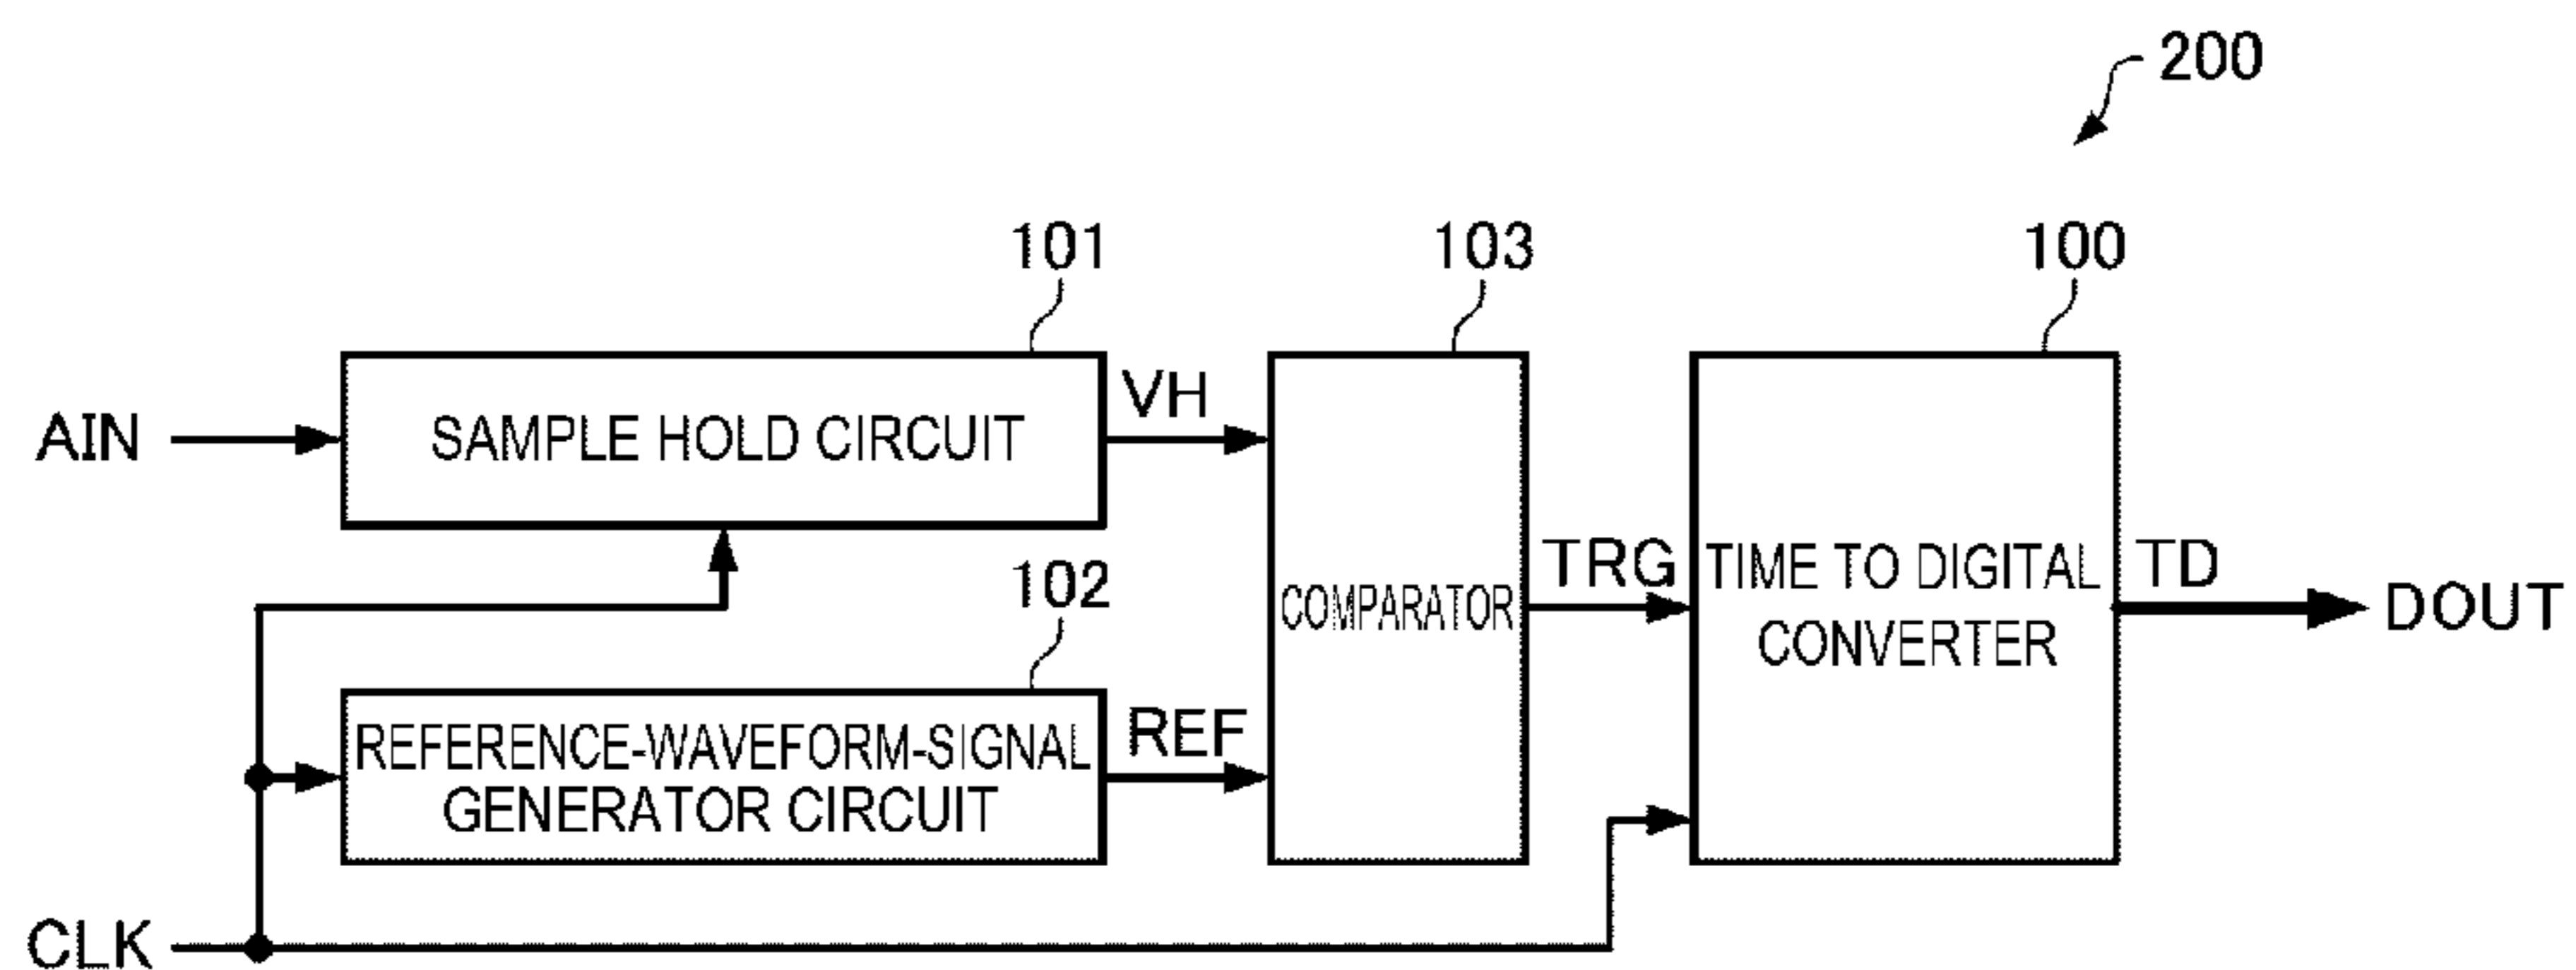 200
101
103
100
AIN
SAMPLE HOLD CIRCUIT
VH
COMPARATOR
TRG
TIME TO DIGITAL
CONVERTER
TD
DOUT
102
REFERENCE-WAVEFORM-SIGNAL
GENERATOR CIRCUIT
REF
CLK